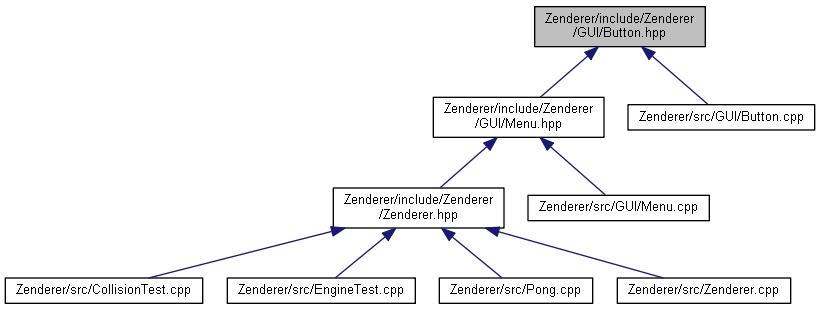 Zenderer/include/Zenderer
/GUI/Button.hpp
Zenderer/include/Zenderer
/GUI/Menu.hpp
Zenderer/src/GUI/Button.cpp
Zenderer/include/Zenderer
/Zenderer.hpp
Zenderer/src/GUI/Menu.cpp
Zenderer/src/CollisionTest.cpp
Zenderer/src/EngineTest.cpp
Zenderer/src/Pong.cpp
Zenderer/src/Zenderer.cpp